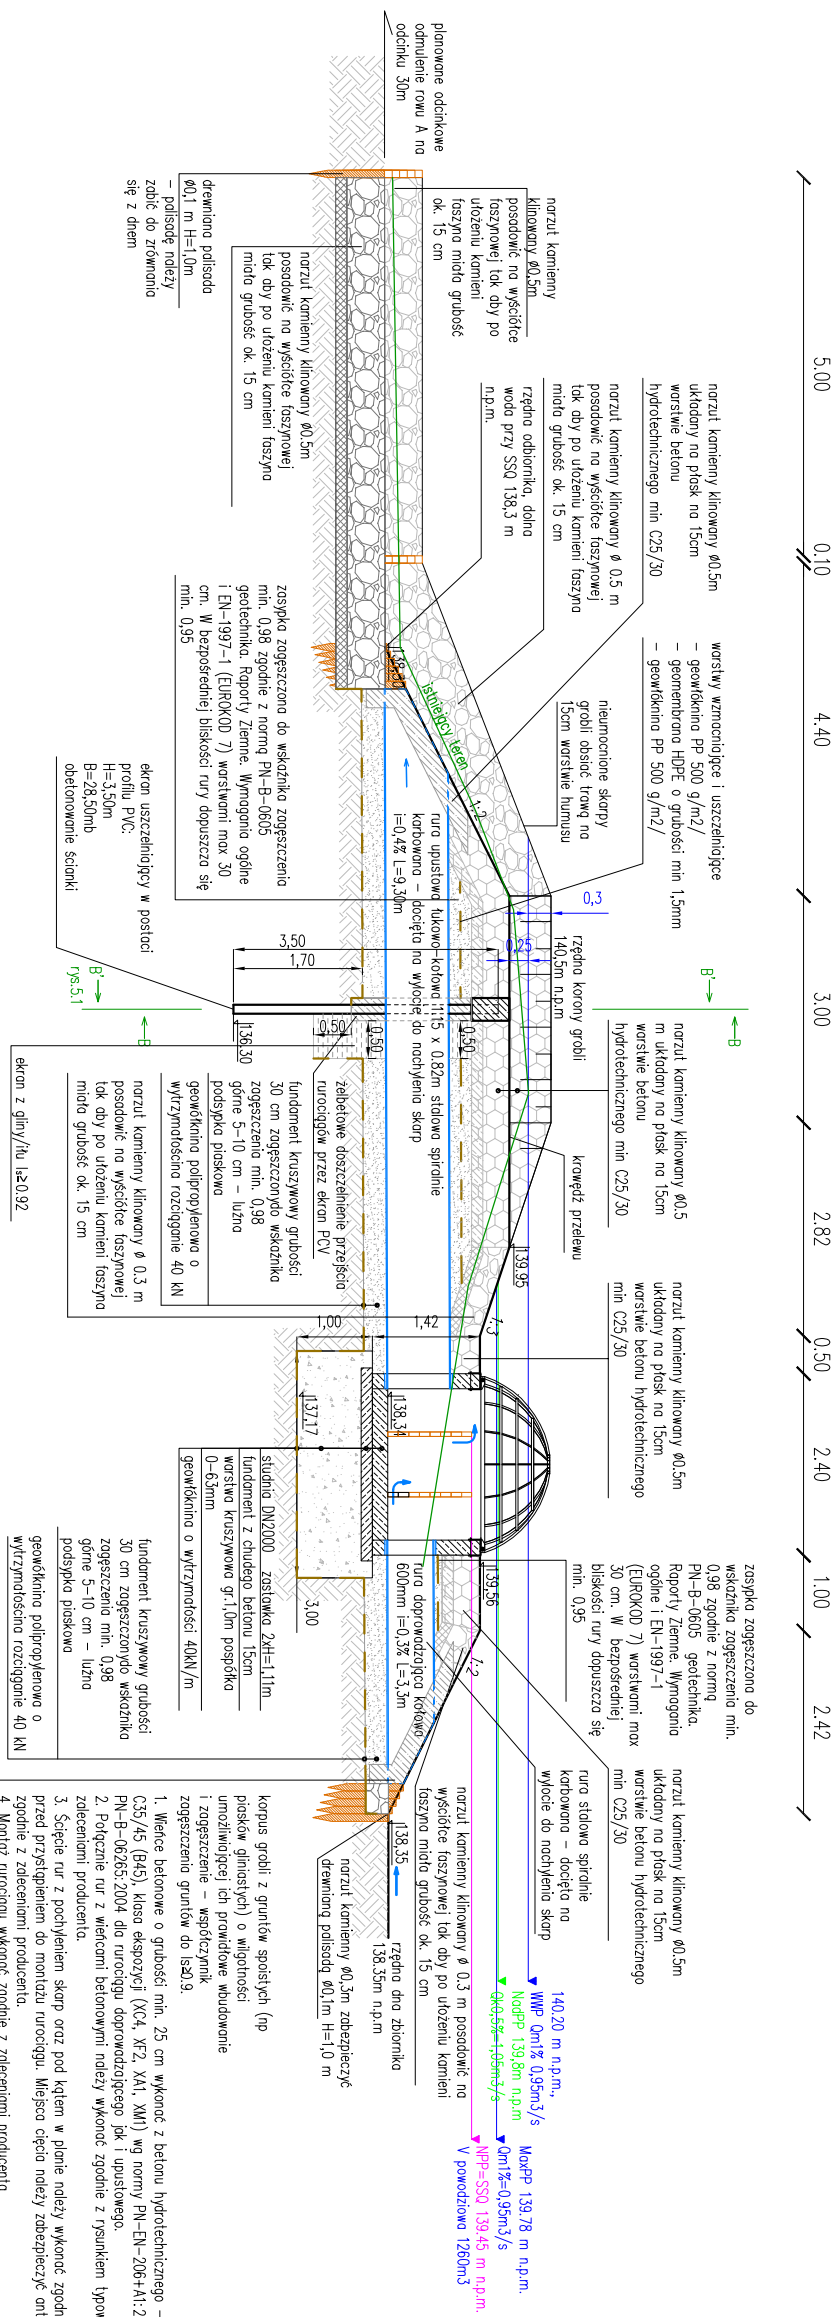 5.00
0.10
4.40
3.00
2.82
0.50
2.40
1.00
2.42
planowane odcinkowe
odmulenie rowu A na
odcinku 30m
narzut kamienny
klinowany Ø0,5m
posadowić na wyściółce
faszynowej tak aby po
ułożeniu kamieni
faszyna miała grubość
ok. 15 cm
drewniana palisada
Ø0,1 m H=1,0m
– palisadę należy
zabić do zrównania
się z dnem
narzut kamienny klinowany Ø0.5m
posadowić na wyściółce faszynowej
tak aby po ułożeniu kamieni faszyna
miała grubość ok. 15 cm
narzut kamienny klinowany Ø0.5m
układany na płask na 15cm
warstwie betonu
hydrotechnicznego min C25/30
narzut kamienny klinowany Ø 0.5 m
posadowić na wyściółce faszynowej
tak aby po ułożeniu kamieni faszyna
miała grubość ok. 15 cm
rzędna odbiornika, dolna
woda przy SSQ 138,3 m
n.p.m.
138,30
istniejący teren
1:2
warstwy wzmacniające i uszczelniające
– geowłóknina PP 500 g/m2/
– geomembrana HDPE o grubości min 1,5mm
– geowłóknina PP 500 g/m2/
nieumocnione skarpy
grobli obsiać trawą na
15cm warstwie humusu
zasypka zagęszczona do wskaźnika zagęszczenia
min. 0,98 zgodnie z normą PN–B–0605
geotechnika. Raporty Ziemne. Wymagania ogólne
i EN–1997–1 (EUROKOD 7) warstwami max 30
cm. W bezpośredniej bliskości rury dopuszcza się
min. 0,95
rura upustowa łukowo–kołowa 1.15 x 0.82m stalowa spiralnie
karbowana – docięta na wylocie do nachylenia skarp
i=0,4% L=9,30m
ekran uszczelniający w postaci
profilu PVC:
H=3,50m
B=28,50mb
obetonowanie ścianki
0,3
0,25
rzędna korony grobli
140,5m n.p.m
3,50
1,70
0,50
0,50
0,50
136.30
B'
B
rys.5.1
B'
B
narzut kamienny klinowany Ø0.5
m układany na płask na 15cm
warstwie betonu
hydrotechnicznego min C25/30
krawędź przelewu
139.95
1:3
żelbetowe doszczelnienie przejścia
rurociągów przez ekran PCV
fundament kruszywowy grubości
30 cm zagęszczonydo wskaźnika
zagęszczenia min. 0,98
górne 5–10 cm – luźna
podsypka piaskowa
geowłóknina polipropylenowa o
wytrzymałościna rozciąganie 40 kN
narzut kamienny klinowany Ø 0.3 m
posadowić na wyściółce faszynowej
tak aby po ułożeniu kamieni faszyna
miała grubość ok. 15 cm
ekran z gliny/iłu Is≥0.92
narzut kamienny klinowany Ø0.5m
układany na płask na 15cm
warstwie betonu hydrotechnicznego
min C25/30
1,00
1,42
138,34
137,17
3,00
139,56
studnia DN2000 zastawka 2xH=1,11m
fundament z chudego betonu 15cm
warstwa kruszywowa gr.1,0m pospółka
0–63mm
geowłóknina o wytrzymałości 40kN/m
zasypka zagęszczona do
wskaźnika zagęszczenia min.
0,98 zgodnie z normą
PN–B–0605 geotechnika.
Raporty Ziemne. Wymagania
ogólne i EN–1997–1
(EUROKOD 7) warstwami max
30 cm. W bezpośredniej
bliskości rury dopuszcza się
min. 0,95
rura doprowadzająca kołowa
600mm i=0,3% L=3,3m
1:2
fundament kruszywowy grubości
30 cm zagęszczonydo wskaźnika
zagęszczenia min. 0,98
górne 5–10 cm – luźna
podsypka piaskowa
geowłóknina polipropylenowa o
wytrzymałościna rozciąganie 40 kN
narzut kamienny klinowany Ø0.5m
układany na płask na 15cm
warstwie betonu hydrotechnicznego
min C25/30
rura stalowa spiralnie
karbowana – docięta na
wylocie do nachylenia skarp
narzut kamienny klinowany Ø 0.3 m posadowić na
wyściółce faszynowej tak aby po ułożeniu kamieni
faszyna miała grubość ok. 15 cm
138,35
rzędna dna zbiornika
138.35m n.p.m
narzut kamienny Ø0,3m zabezpieczyć
drewnianą palisadą Ø0,1m H=1,0 m
korpus grobli z gruntów spoistych (np
piasków gliniastych) o wilgotności
umożliwiającej ich prawidłowe wbudowanie
i zagęszczenie – współczynnik
zagęszczenia gruntów do Is≥0.9.
140.20 m n.p.m.,
WWP Qm1% 0,95m3/s
NadPP 139,8m n.p.m
Qk0,5%=1,05m3/s
MaxPP 139.78 m n.p.m.
Qm1%=0,95m3/s
NPP=SSQ 139.45 m n.p.m.
V powodziowa 1260m3
1. Wieńce betonowe o grubości min. 25 cm wykonać z betonu hydrotechnicznego –
C35/45 (B45), klasa ekspozycji (XC4, XF2, XA1, XM1) wg normy PN–EN–206+A1:2
PN–B–06265:2004 dla rurociągu doprowadzającego jak i upustowego.
2. Połącznie rur z wieńcami betonowymi należy wykonać zgodnie z rysunkiem typow
zaleceniami producenta.
3. Ścięcie rur z pochyleniem skarp oraz pod kątem w planie należy wykonać zgodn
przed przystąpieniem do montażu rurociągu. Miejsca cięcia należy zabezpieczyć ant
zgodnie z zaleceniami producenta.
4. Montaż rurociągu wykonać zgodnie z zaleceniami producenta